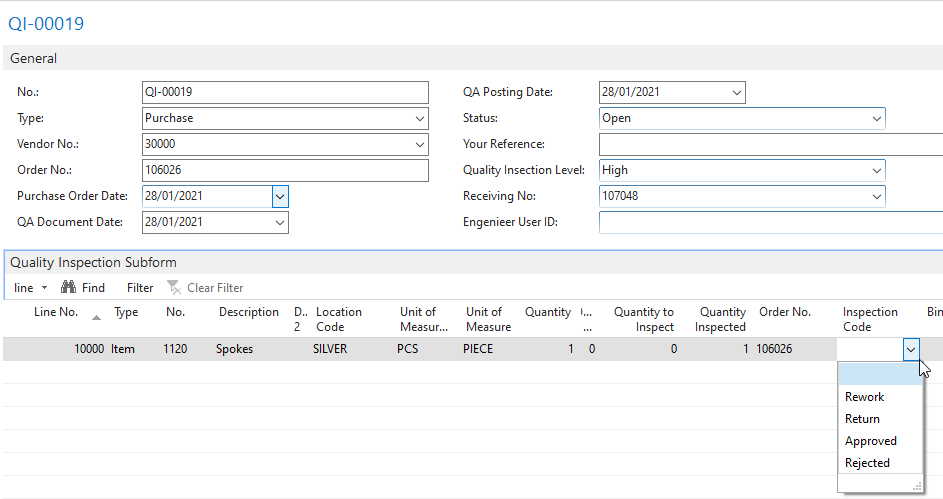 QI-00019
General
No.: QI-00019 QA Posting Date: 28/01/2021
Type: Purchase Status: Open
Vendor No.: 30000 Your Reference:
Order No.: 106026 Quality Insection Level: High
Purchase Order Date: 28/01/2021 Receiving No: 107048
QA Document Date: 28/01/2021 Engenieer User ID:
Quality Inspection Subform
line Find Filter Clear Filter
Line No. Type No. Description D.. Location Unit of Unit of Quantity ... Quantity to Quantity Order No. Inspection Bin
2 Code Measur... Measure ... Inspect Inspected Code
10000 Item 1120 Spokes SILVER PCS PIECE 1 0 0 1 106026
Rework
Return
Approved
Rejected